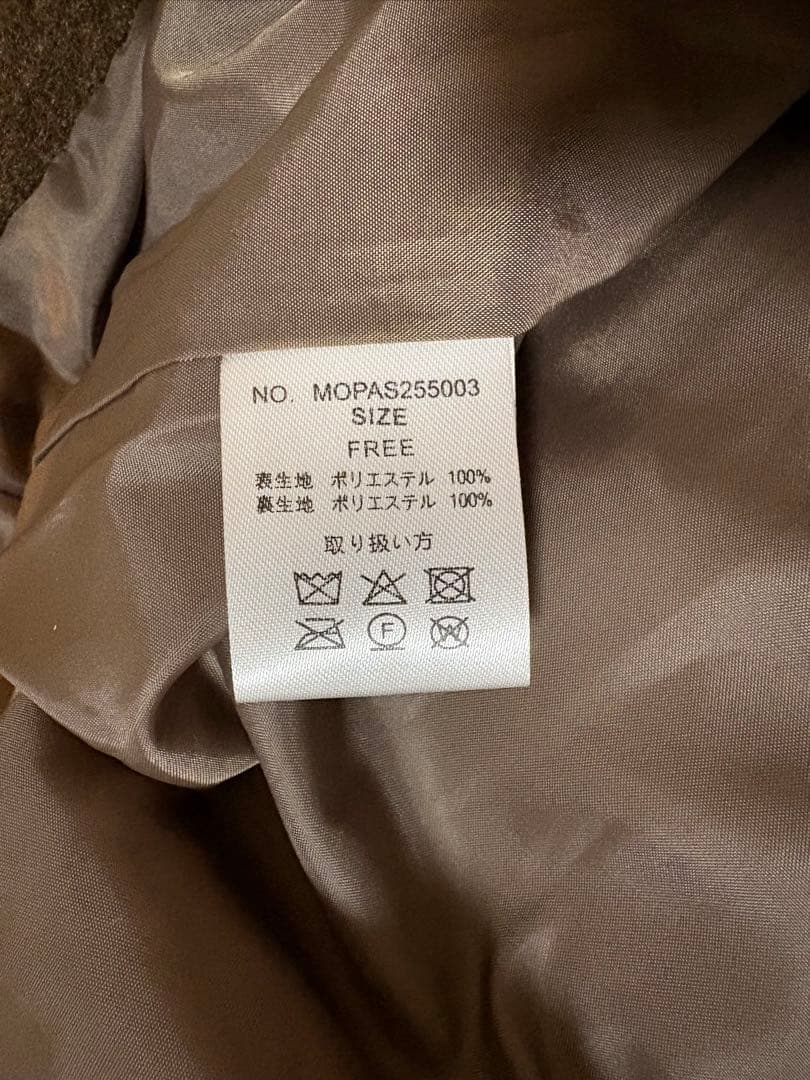 NO. MOPAS255003
SIZE
FREE
表生地 ポリエステル 100%
裏生地 ポリエステル 100%
取り扱い方
F
W